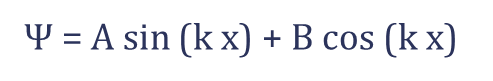 Ψ = A sin (k x) + B cos (k x)